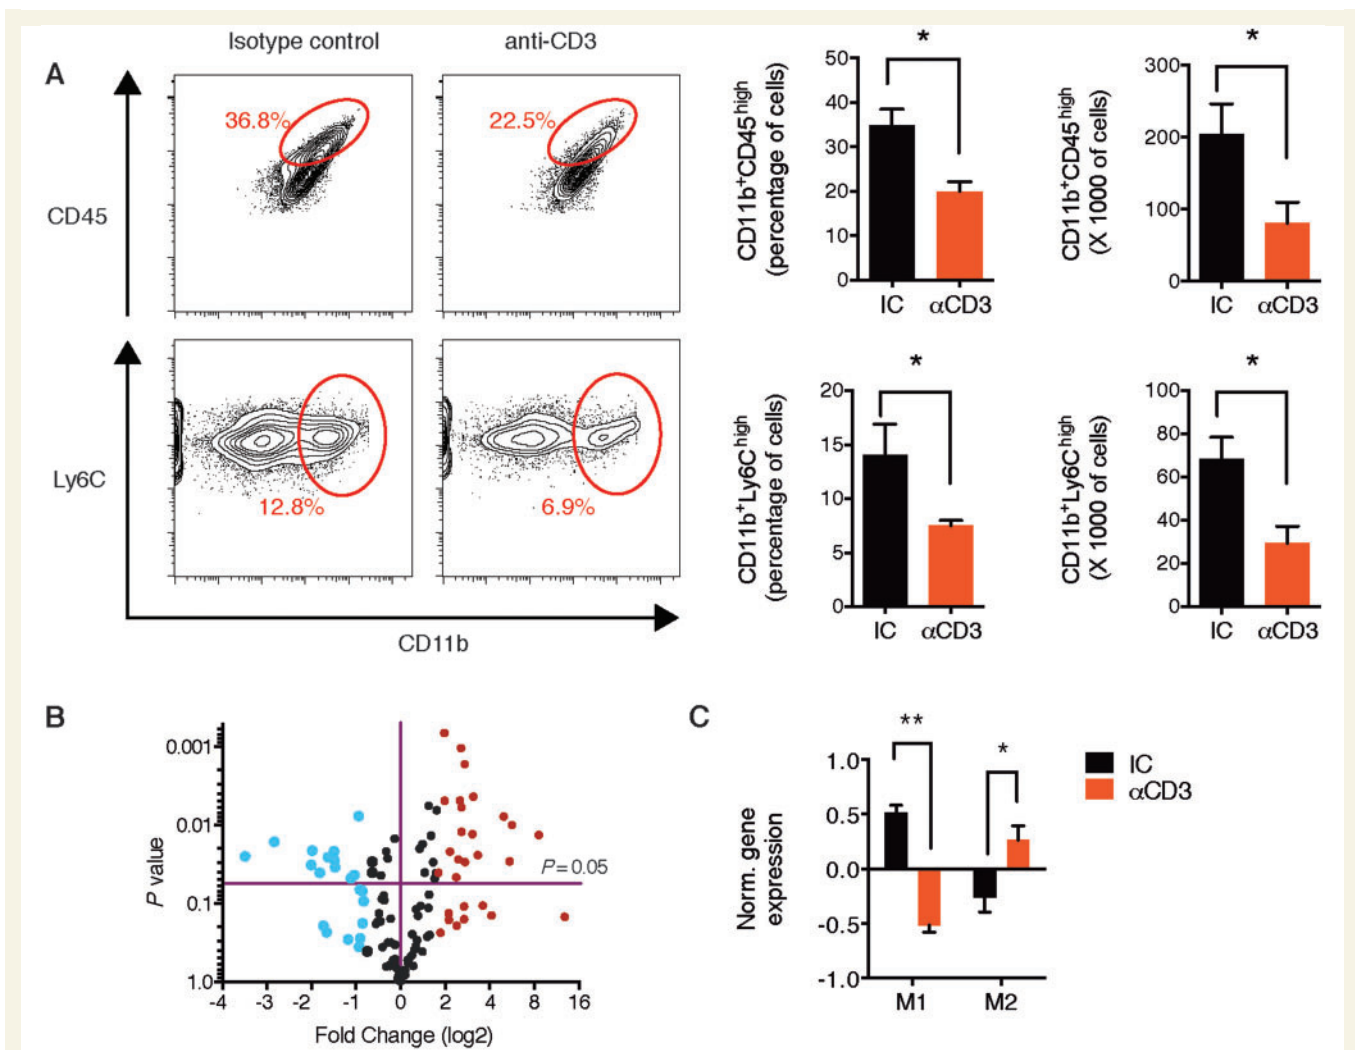 Isotype control
anti-CD3
A
36.8%
22.5%
CD45
12.8%
6.9%
Ly6C
CD11b
*
50
40
30
20
10
0
CD11b+CD45high
(percentage of cells)
IC
αCD3
*
300
200
100
0
CD11b+CD45high
(X 1000 of cells)
IC
αCD3
*
20
15
10
5
0
CD11b+Ly6Chigh
(percentage of cells)
IC
αCD3
*
100
80
60
40
20
0
CD11b+Ly6Chigh
(X 1000 of cells)
IC
αCD3
B
0.001
0.01
0.1
1.0
P value
P=0.05
-4 -3 -2 -1 0 2 4 8 16
Fold Change (log2)
C
**
*
1.0
0.5
0.0
-0.5
-1.0
Norm. gene
expression
M1
M2
IC
αCD3